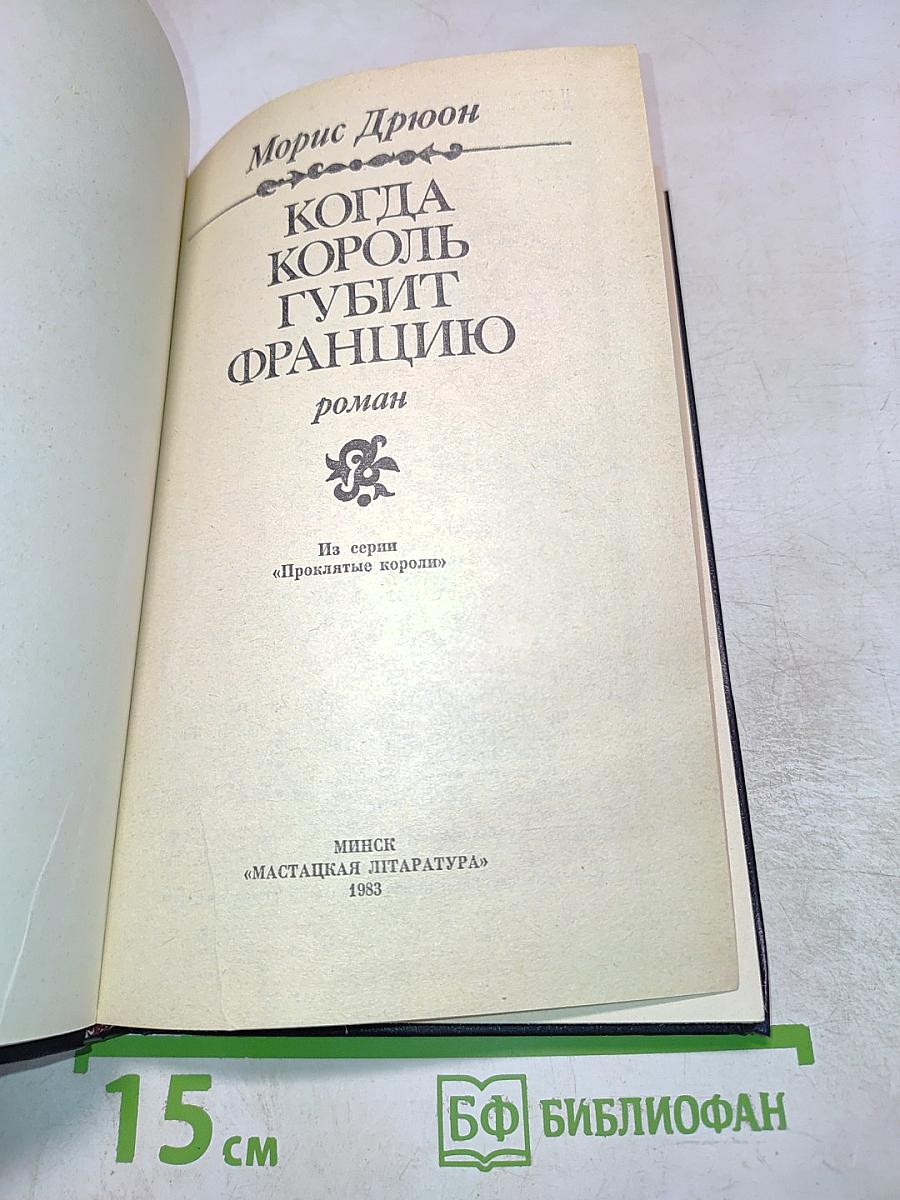 Морис Дрюон
КОГДА
КОРОЛЬ
ГУБИТ
ФРАНЦИЮ
роман
Из серии
«Проклятые короли»
МИНСК
«МАСТАЦКАЯ ЛІТАРАТУРА»
1983
15 см
БФ БИБЛИОФАН